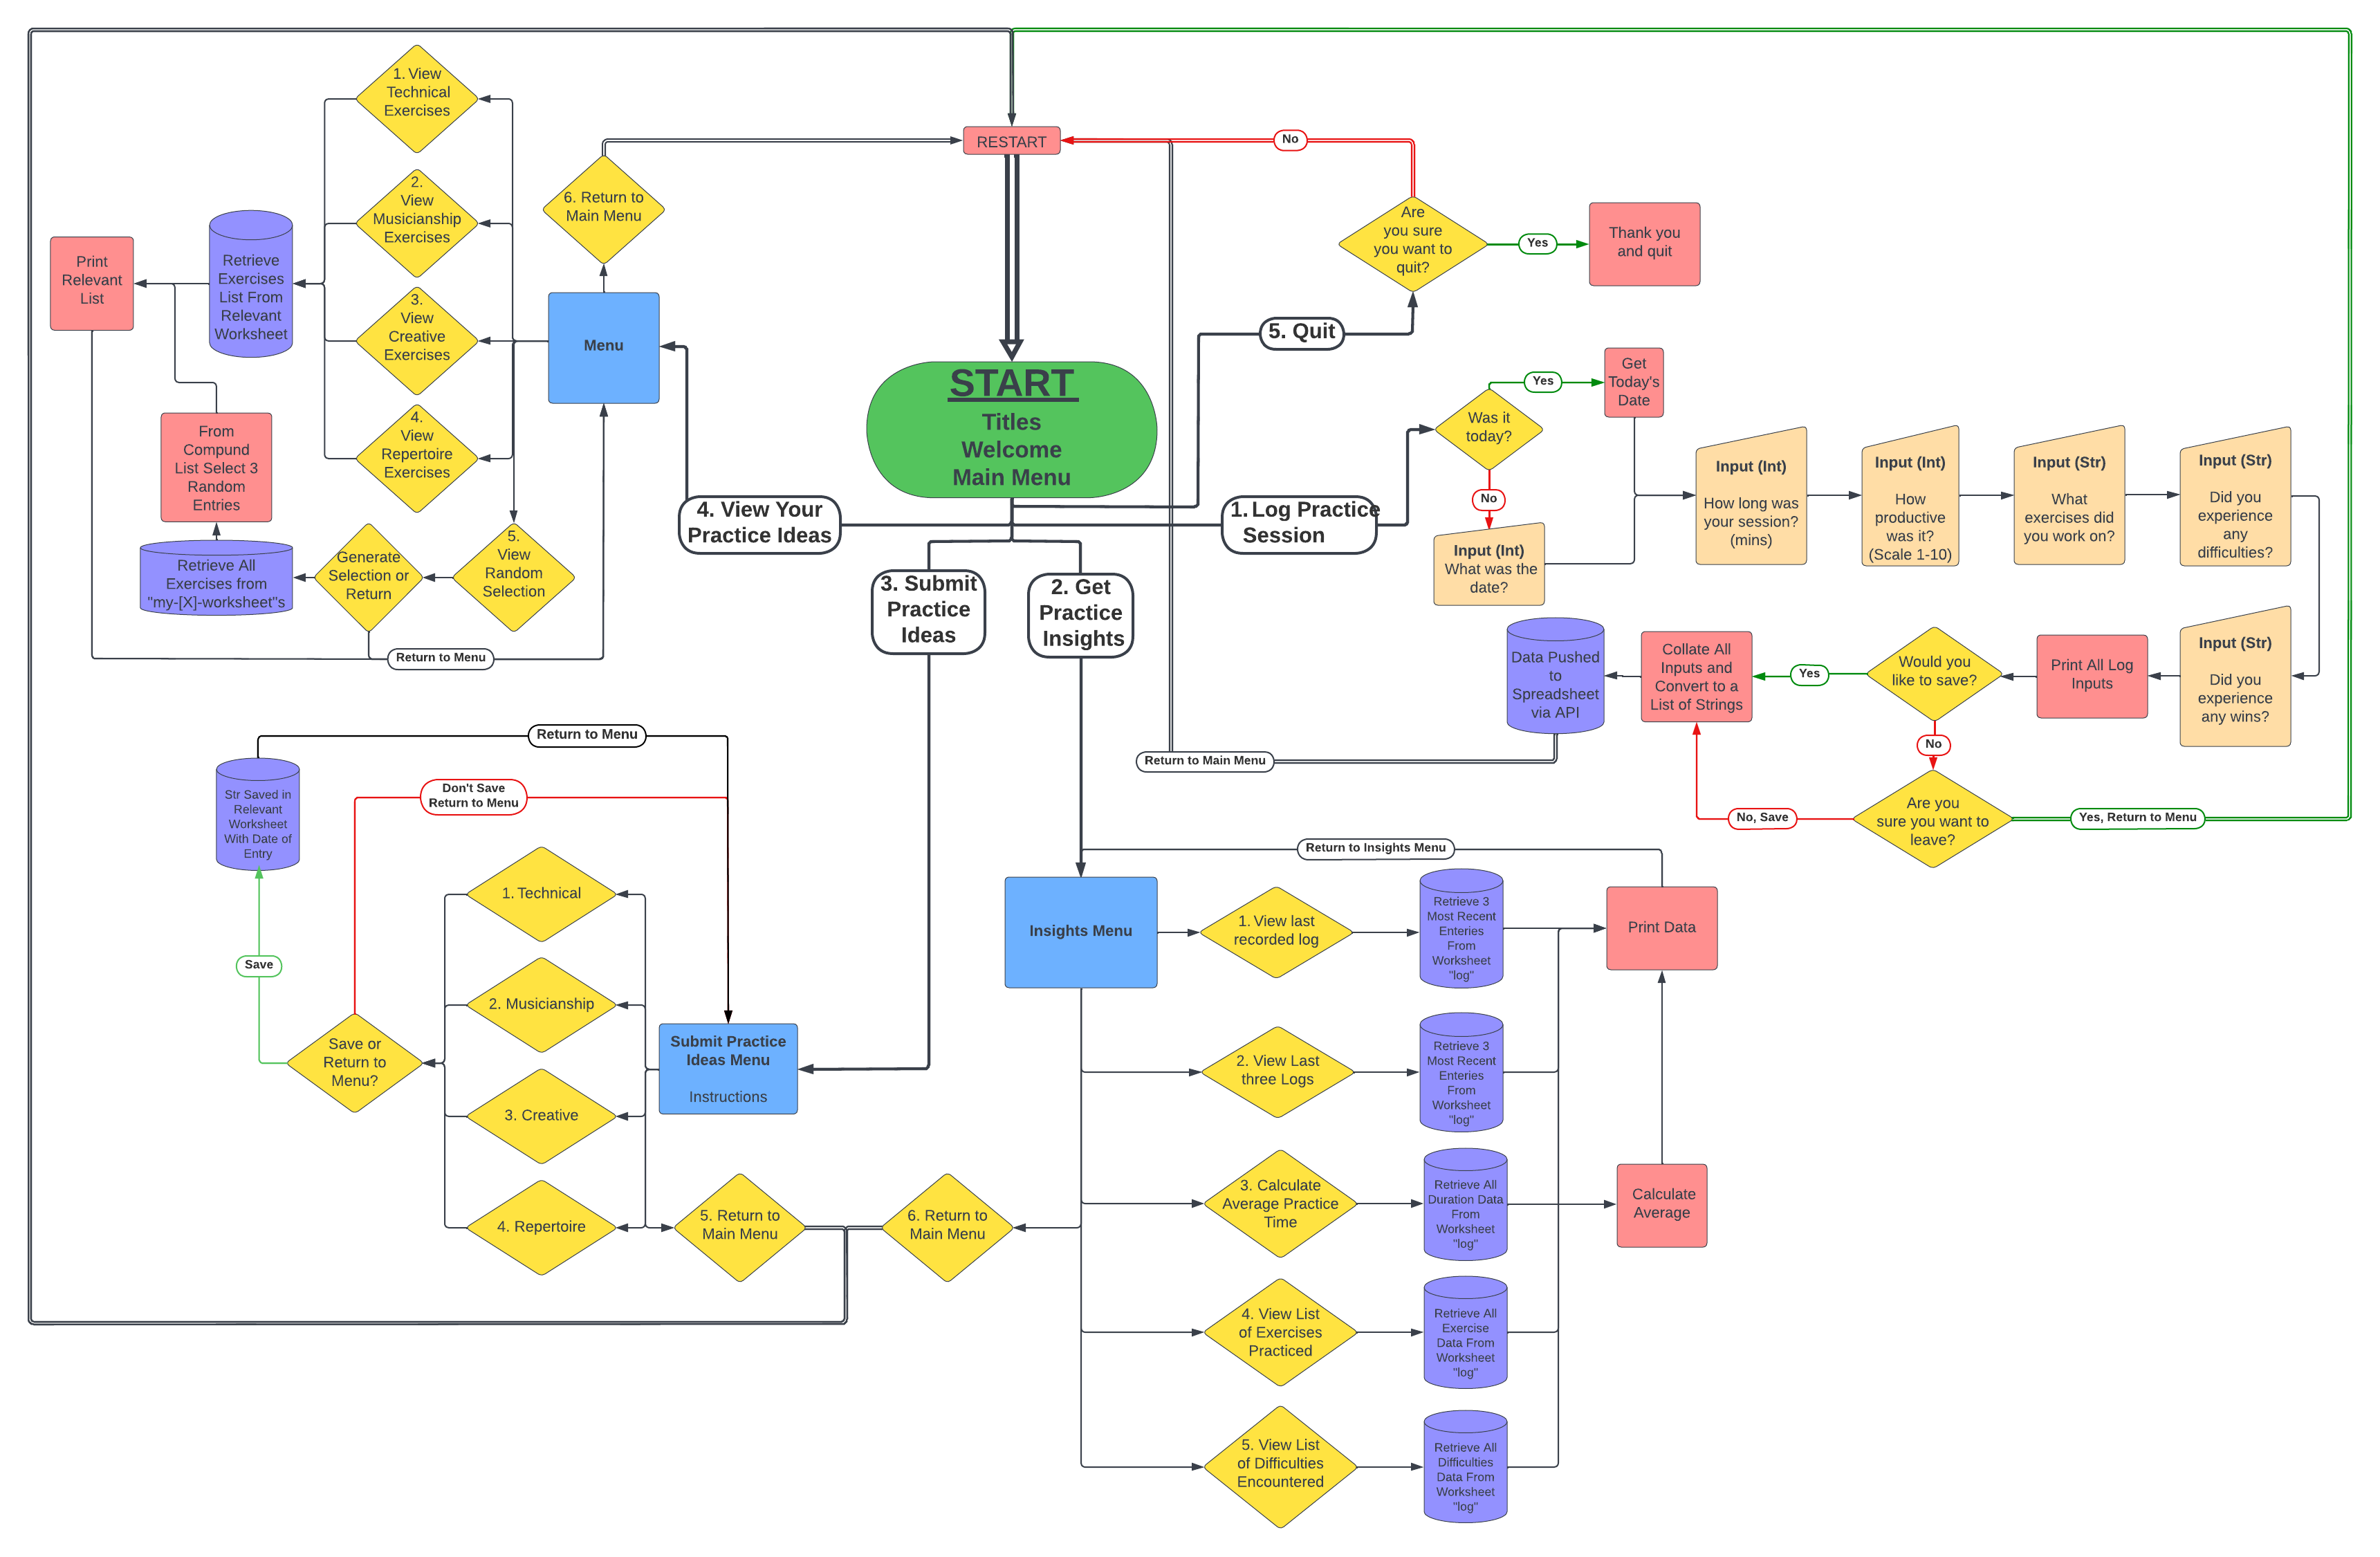 1. View
Technical
Exercises
2.
View
Musicianship
Exercises
3.
View
Creative
Exercises
4.
View
Repertoire
Exercises
Print
Relevant
List
Retrieve
Exercises
List From
Relevant
Worksheet
From
Compund
List Select 3
Random
Entries
Retrieve All
Exercises from
"my-[X]-worksheet"s
Generate
Selection or
Return
5.
View
Random
Selection
Return to Menu
6. Return to
Main Menu
Menu
RESTART
START
Titles
Welcome
Main Menu
4. View Your
Practice Ideas
3. Submit
Practice
Ideas
2. Get
Practice
Insights
1. Log Practice
Session
5. Quit
No
Are
you sure
you want to
quit?
Yes
Thank you
and quit
Was it
today?
Yes
Get
Today's
Date
No
Input (Int)
What was the
date?
Input (Int)
How long was
your session?
(mins)
Input (Int)
How
productive
was it?
(Scale 1-10)
Input (Str)
What
exercises did
you work on?
Input (Str)
Did you
experience
any
difficulties?
Input (Str)
Did you
experience
any wins?
Print All Log
Inputs
Would you
like to save?
Yes
Collate All
Inputs and
Convert to a
List of Strings
Data Pushed
to
Spreadsheet
via API
Return to Main Menu
No
Are you
sure you want to
leave?
No, Save
Yes, Return to Menu
Return to Menu
Don't Save
Return to Menu
Str Saved in
Relevant
Worksheet
With Date of
Entry
Save
Save or
Return to
Menu?
1. Technical
2. Musicianship
3. Creative
4. Repertoire
Submit Practice
Ideas Menu
Instructions
5. Return to
Main Menu
6. Return to
Main Menu
Return to Insights Menu
Insights Menu
1. View last
recorded log
Retrieve 3
Most Recent
Enteries
From
Worksheet
"log"
Print Data
2. View Last
three Logs
Retrieve 3
Most Recent
Enteries
From
Worksheet
"log"
3. Calculate
Average Practice
Time
Retrieve All
Duration Data
From
Worksheet
"log"
Calculate
Average
4. View List
of Exercises
Practiced
Retrieve All
Exercise
Data From
Worksheet
"log"
5. View List
of Difficulties
Encountered
Retrieve All
Difficulties
Data From
Worksheet
"log"